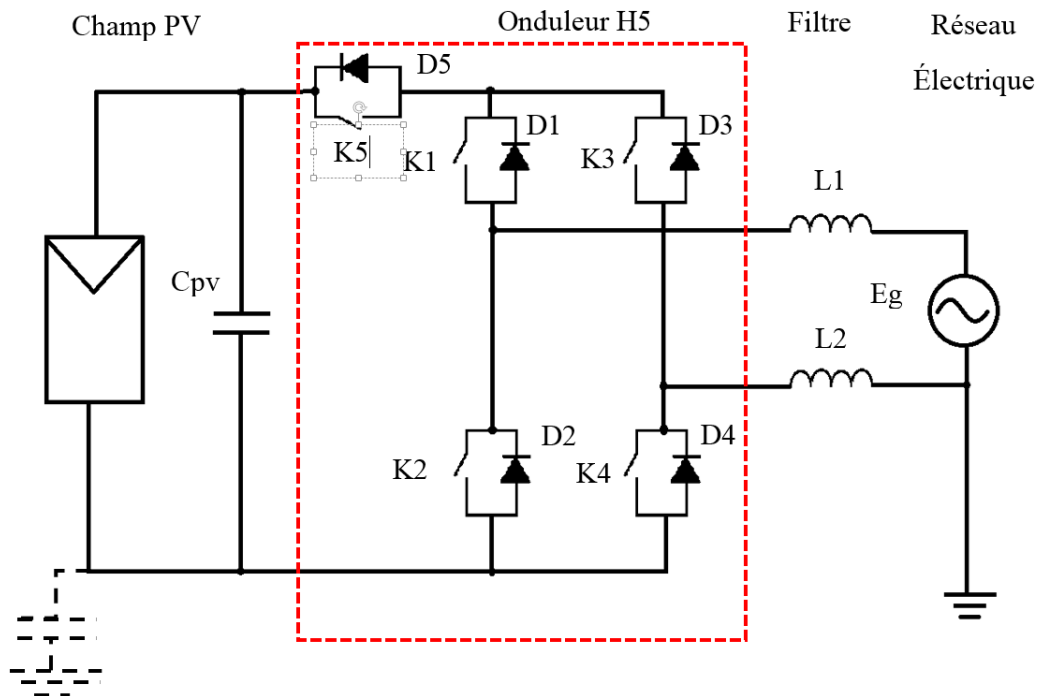 Champ PV
Onduleur H5
Filtre
Réseau
Électrique
D5
K5
K1
D1
K3
D3
L1
Cpv
Eg
L2
K2
D2
K4
D4